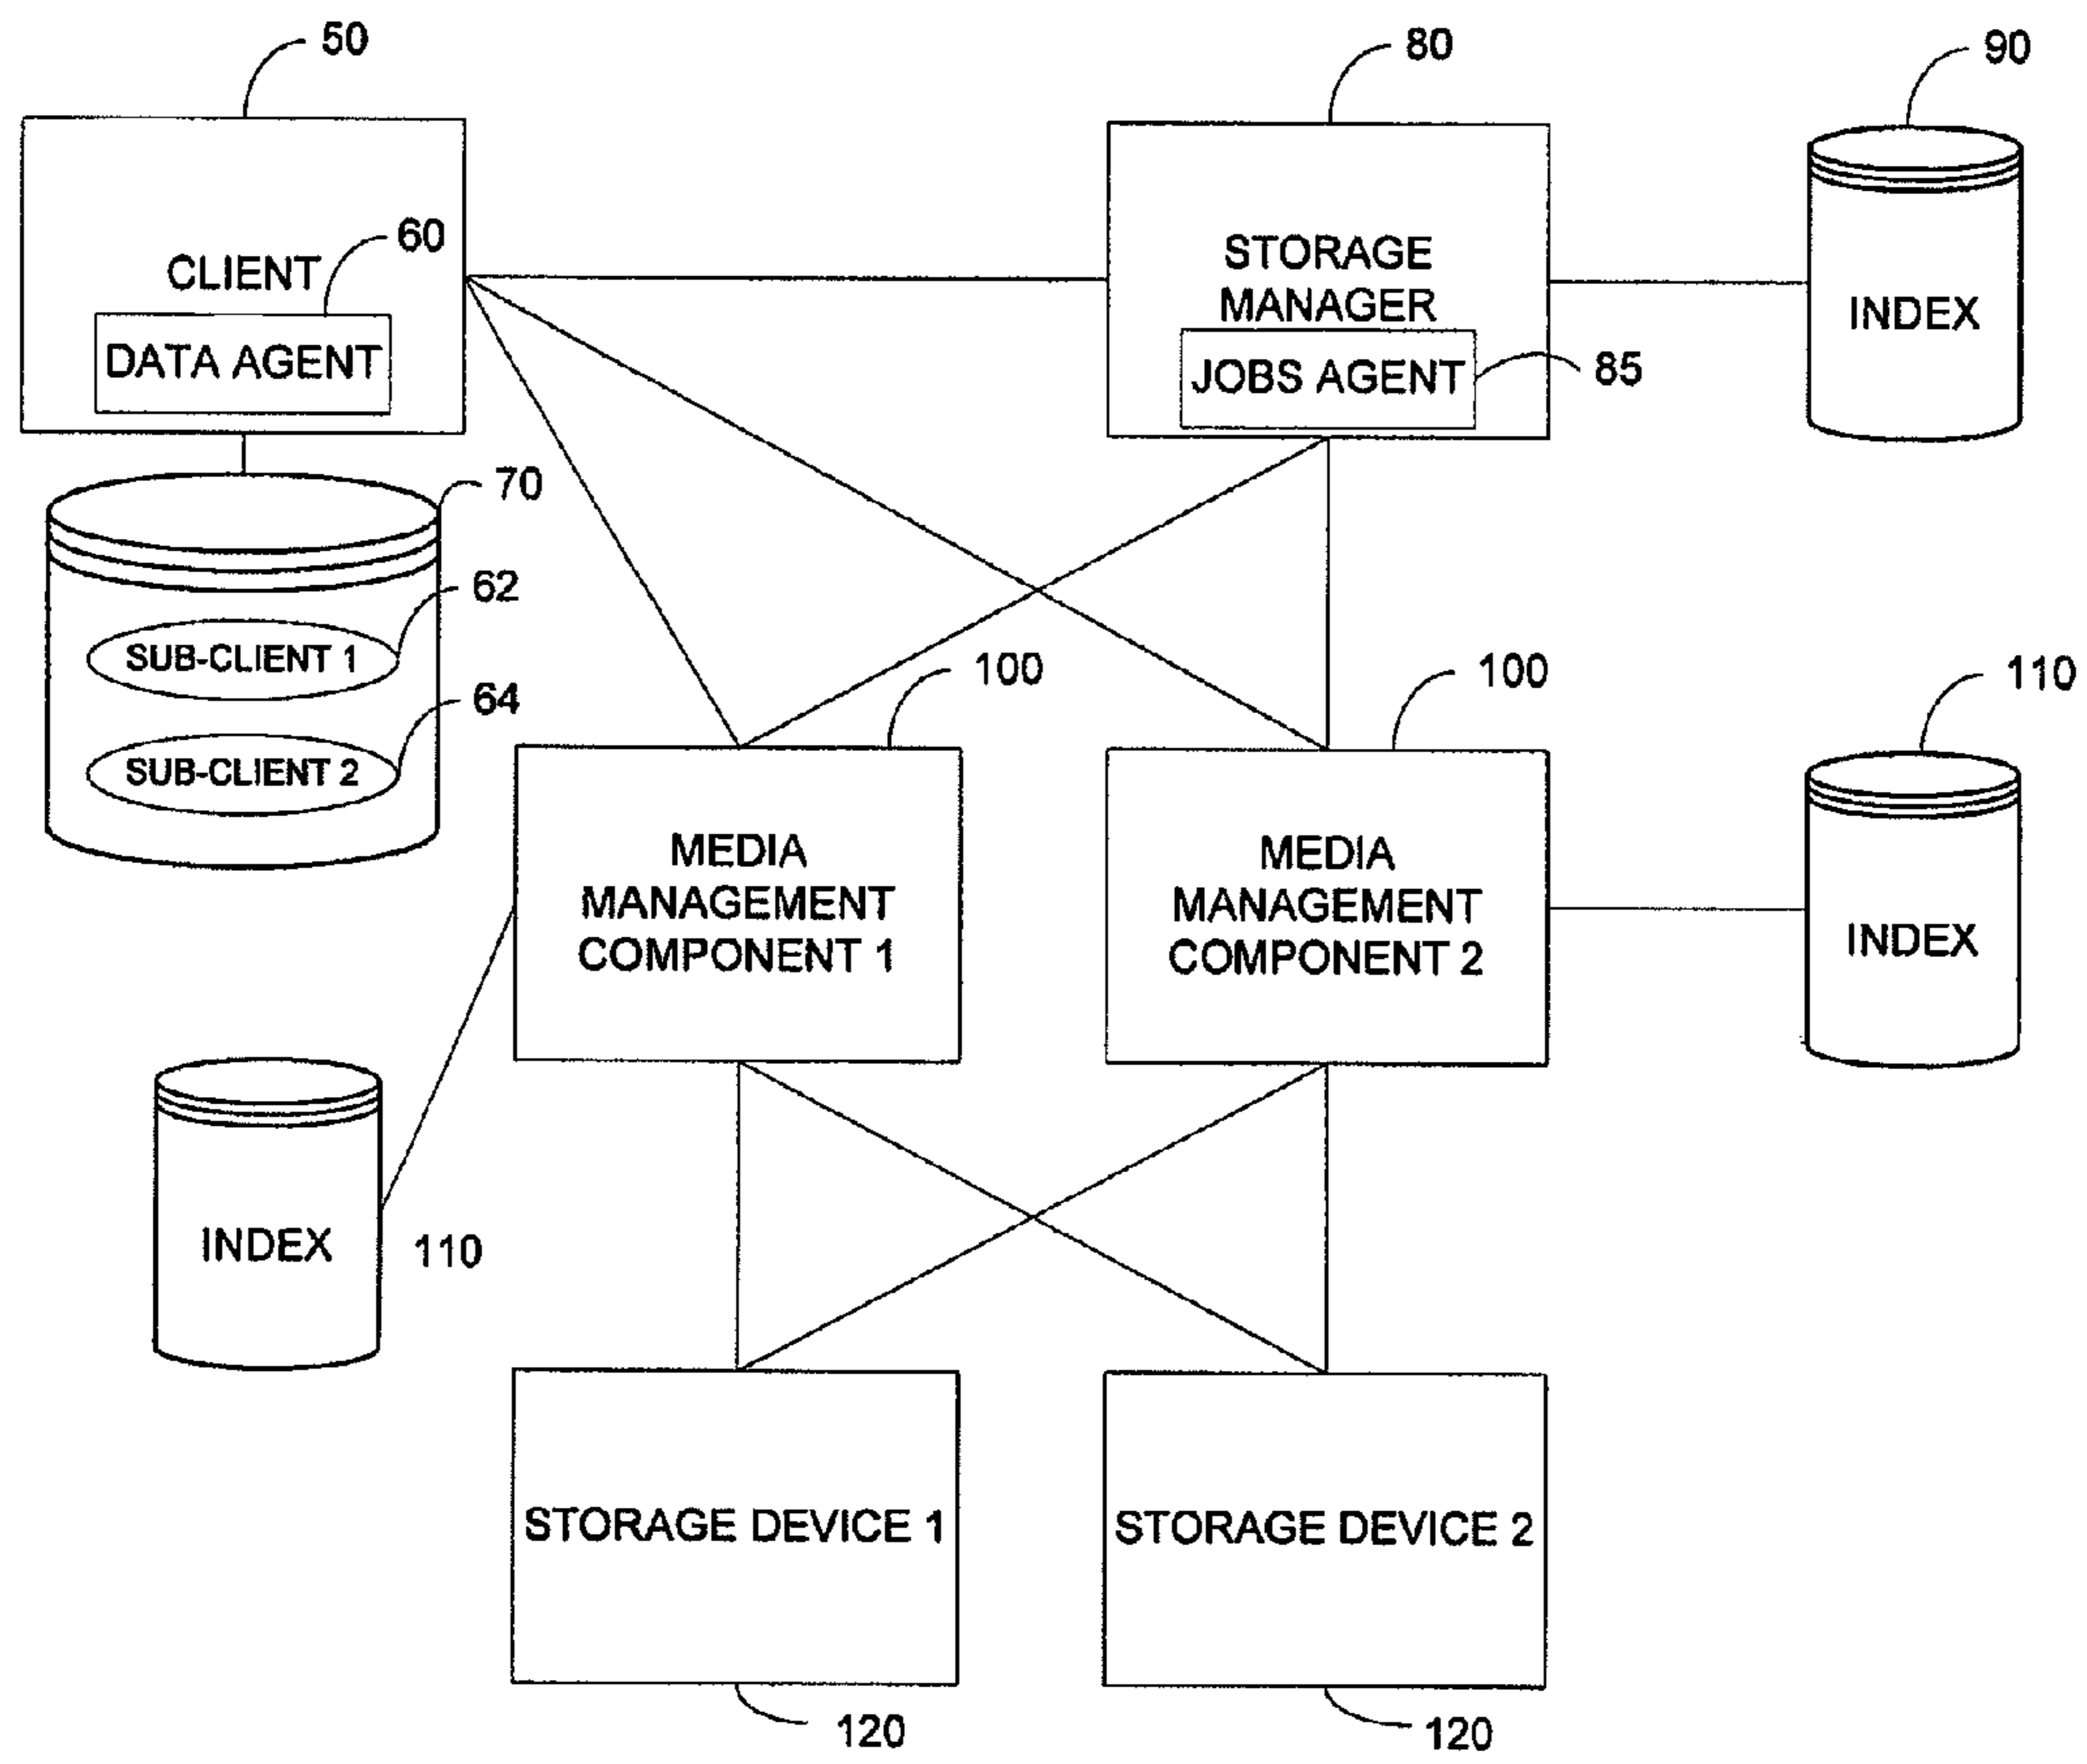 50
80
90
60
CLIENT
DATA AGENT
STORAGE
MANAGER
JOBS AGENT
85
INDEX
70
62
SUB-CLIENT 1
64
SUB-CLIENT 2
100
100
110
MEDIA
MANAGEMENT
COMPONENT 1
MEDIA
MANAGEMENT
COMPONENT 2
INDEX
INDEX
110
STORAGE DEVICE 1
STORAGE DEVICE 2
120
120